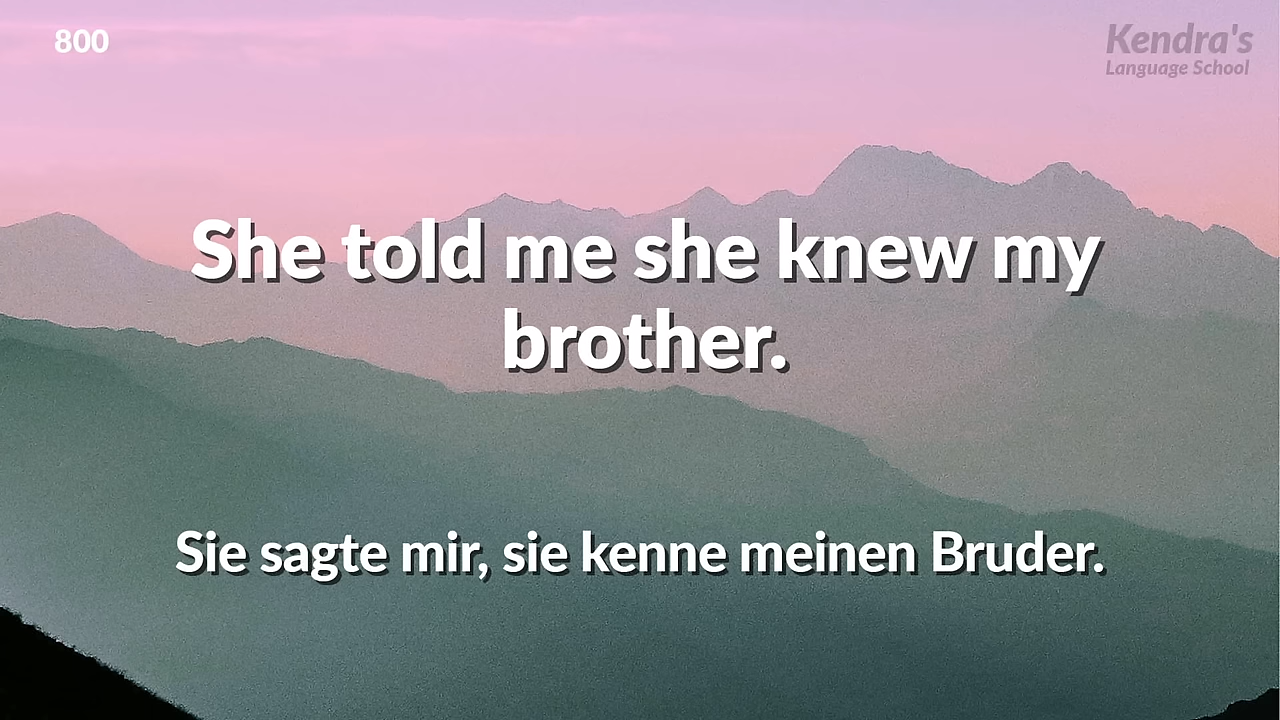 800
Kendra's
Language School
She told me she knew my
brother.
Sie sagte mir, sie kenne meinen Bruder.